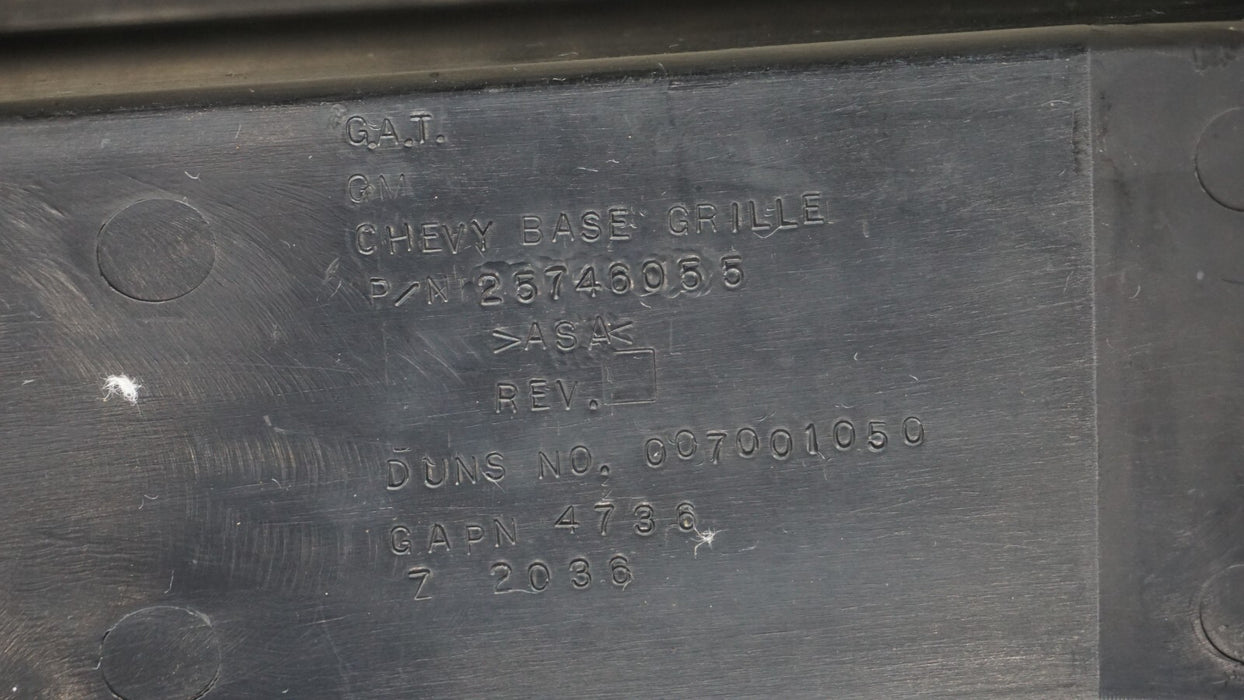 G.A.T.
GM
CHEVY BASE GRILLE
P/N 25746055
>ASA<
REV.
DUNS NO. 007001050
GAPN 4736
Z 2036